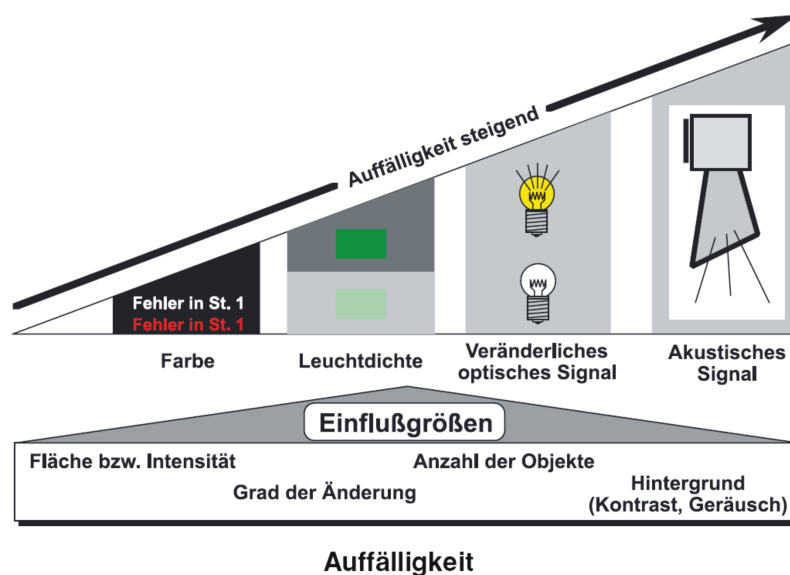 Auffälligkeit steigend
Fehler in St. 1
Fehler in St. 1
Farbe
Leuchtdichte
Veränderliches
optisches Signal
Akustisches
Signal
Einflußgrößen
Fläche bzw. Intensität
Anzahl der Objekte
Grad der Änderung
Hintergrund
(Kontrast, Geräusch)
Auffälligkeit